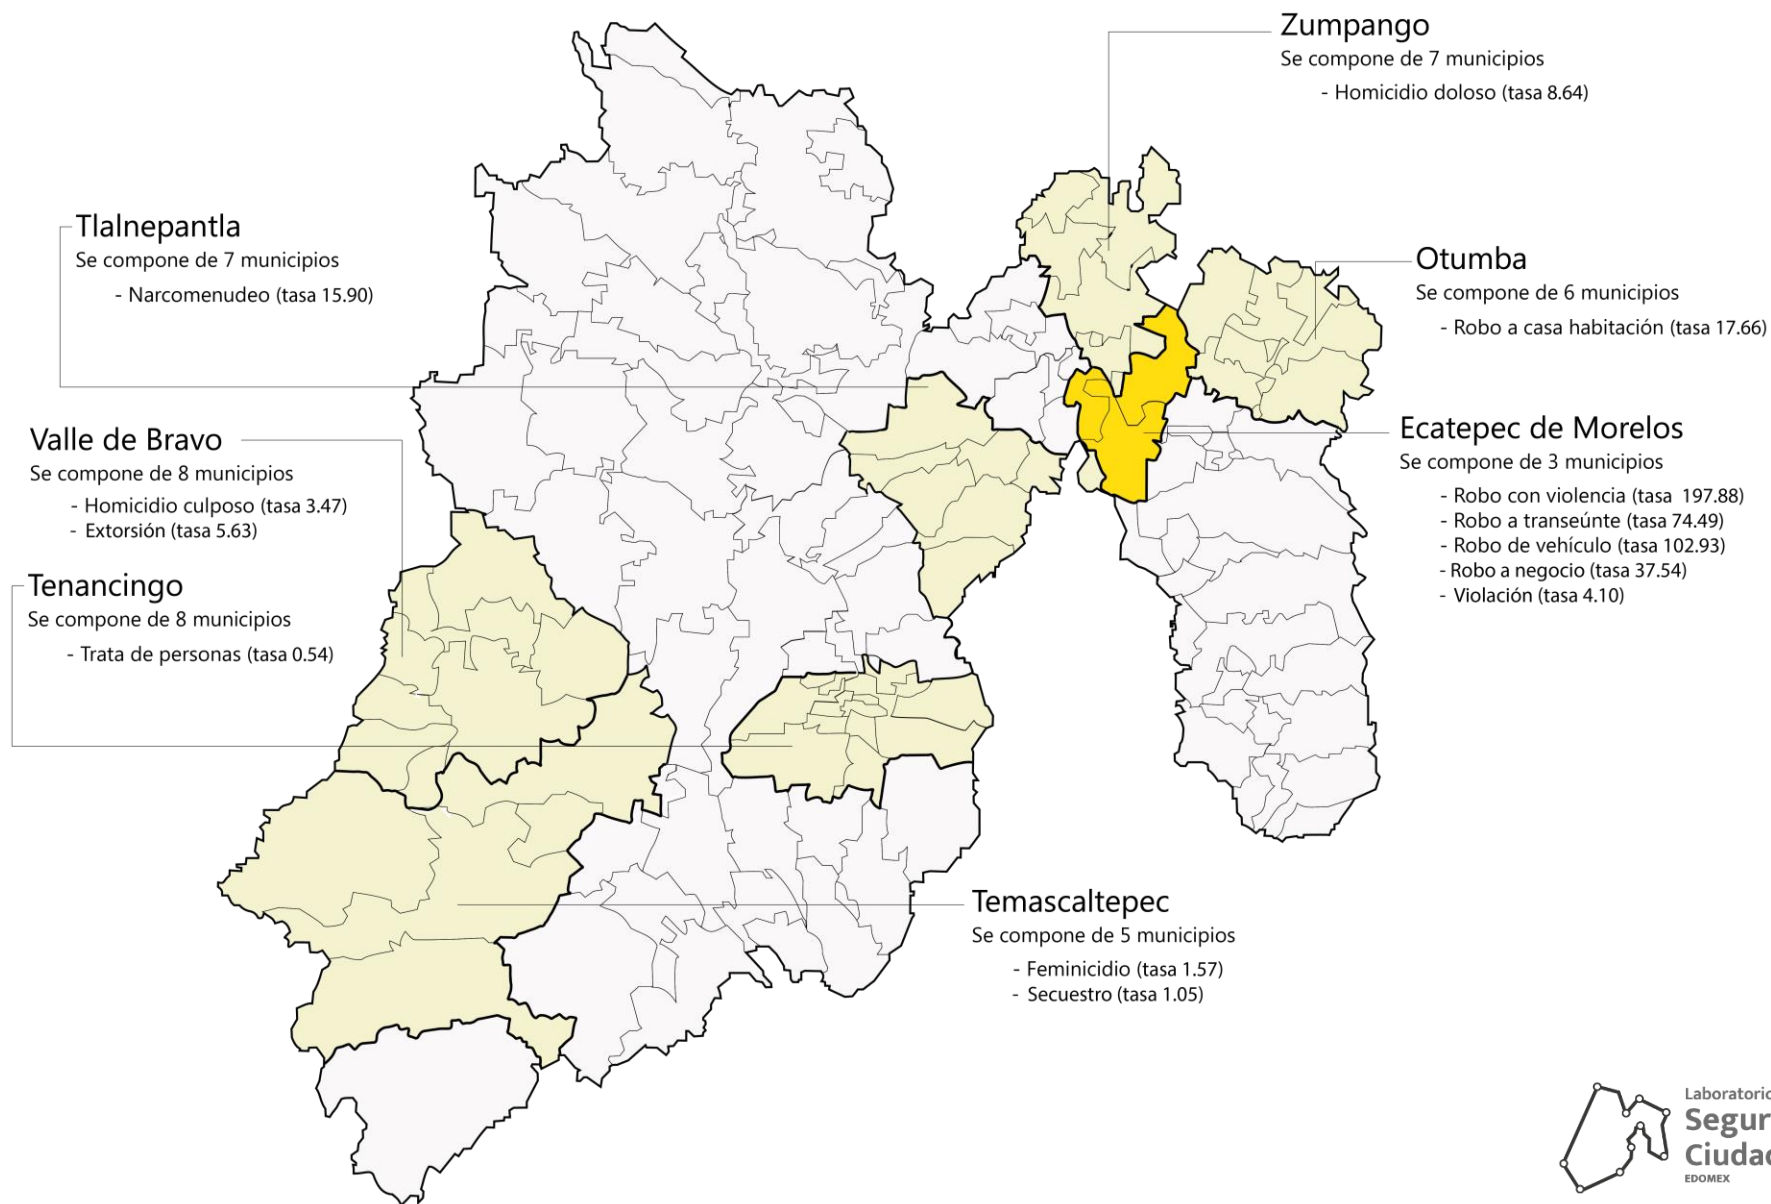 Zumpango
Se compone de 7 municipios
- Homicidio doloso (tasa 8.64)
Tlalnepantla
Se compone de 7 municipios
- Narcomenudeo (tasa 15.90)
Otumba
Se compone de 6 municipios
- Robo a casa habitación (tasa 17.66)
Valle de Bravo
Se compone de 8 municipios
- Homicidio culposo (tasa 3.47)
- Extorsión (tasa 5.63)
Ecatepec de Morelos
Se compone de 3 municipios
- Robo con violencia (tasa 197.88)
- Robo a transeúnte (tasa 74.49)
- Robo de vehículo (tasa 102.93)
- Robo a negocio (tasa 37.54)
- Violación (tasa 4.10)
Tenancingo
Se compone de 8 municipios
- Trata de personas (tasa 0.54)
Temascaltepec
Se compone de 5 municipios
- Feminicidio (tasa 1.57)
- Secuestro (tasa 1.05)
Laboratorio
Segur
Ciudad
EDOMEX